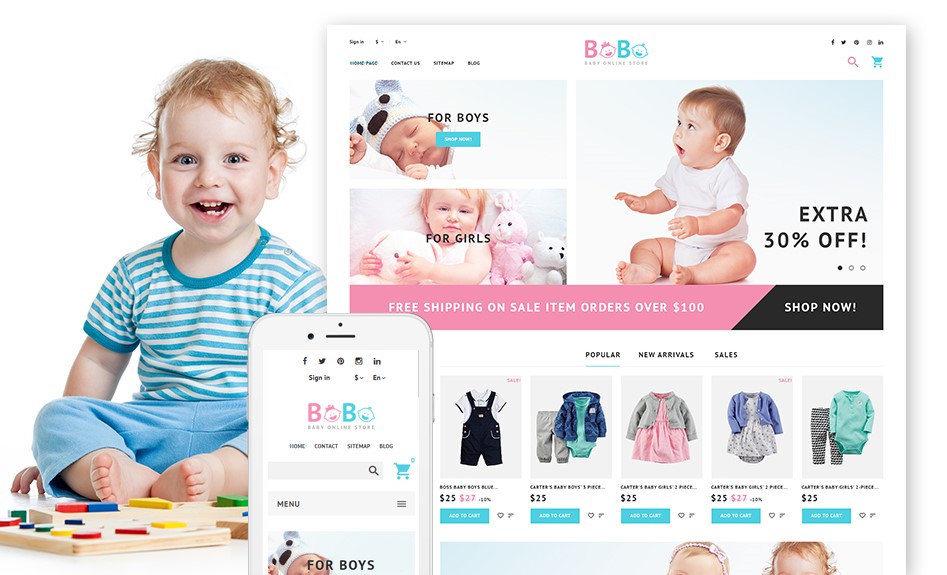 Sign in $ En
HOME PAGE CONTACT US SITEMAP BLOG
BoBo
BABY ONLINE STORE
FOR BOYS
SHOP NOW!
FOR GIRLS
EXTRA
30% OFF!
FREE SHIPPING ON SALE ITEM ORDERS OVER $100
SHOP NOW!
POPULAR NEW ARRIVALS SALES
SALE!
SALE!
BOSS BABY BOYS BLUE...
$25 $27 -10%
ADD TO CART
CARTER'S BABY BOYS' 3 PIECE...
$25
ADD TO CART
CARTER'S BABY GIRLS' 2 PIECE...
$25
ADD TO CART
CARTER'S BABY GIRLS' 2 PIECE...
$25 $27 -10%
ADD TO CART
CARTER'S BABY GIRLS' 2 PIECE...
$25
ADD TO CART
f in
Sign in $ En
BoBo
BABY ONLINE STORE
HOME CONTACT SITEMAP BLOG
0
MENU
FOR BOYS